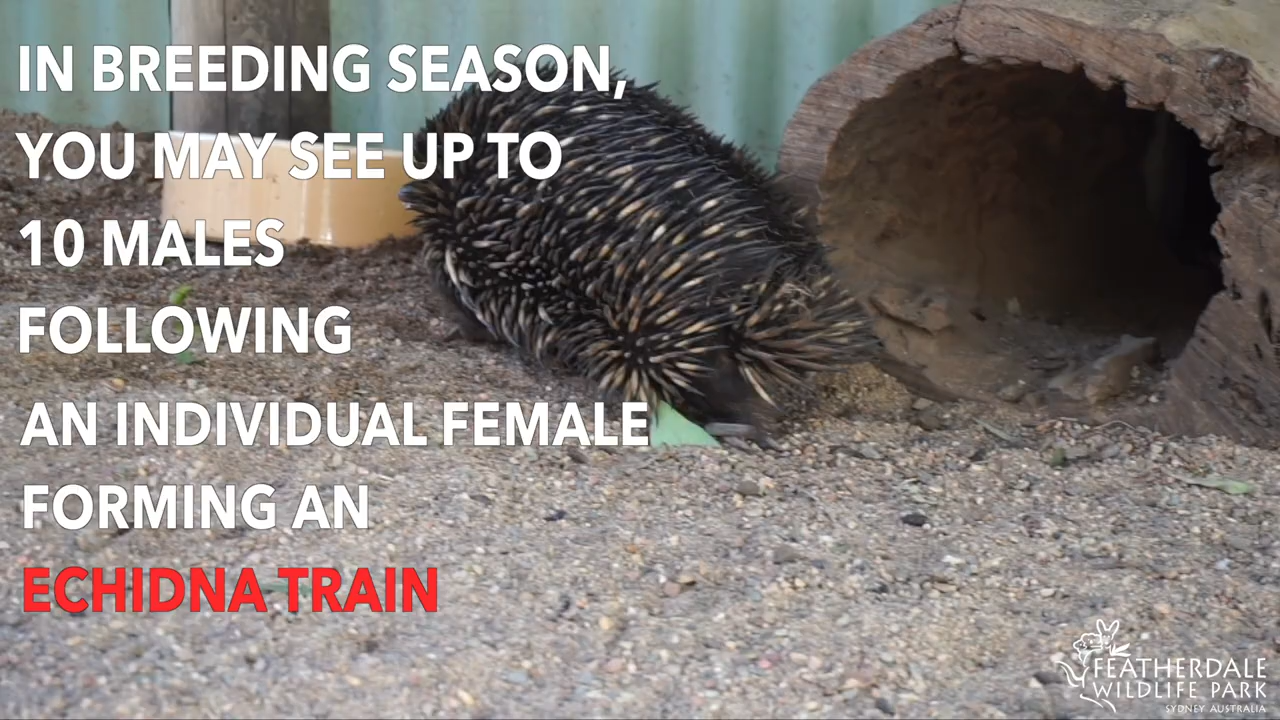 IN BREEDING SEASON,
YOU MAY SEE UP TO
10 MALES
FOLLOWING
AN INDIVIDUAL FEMALE
FORMING AN
ECHIDNA TRAIN
FEATHERDALE
WILDLIFE PARK
SYDNEY AUSTRALIA